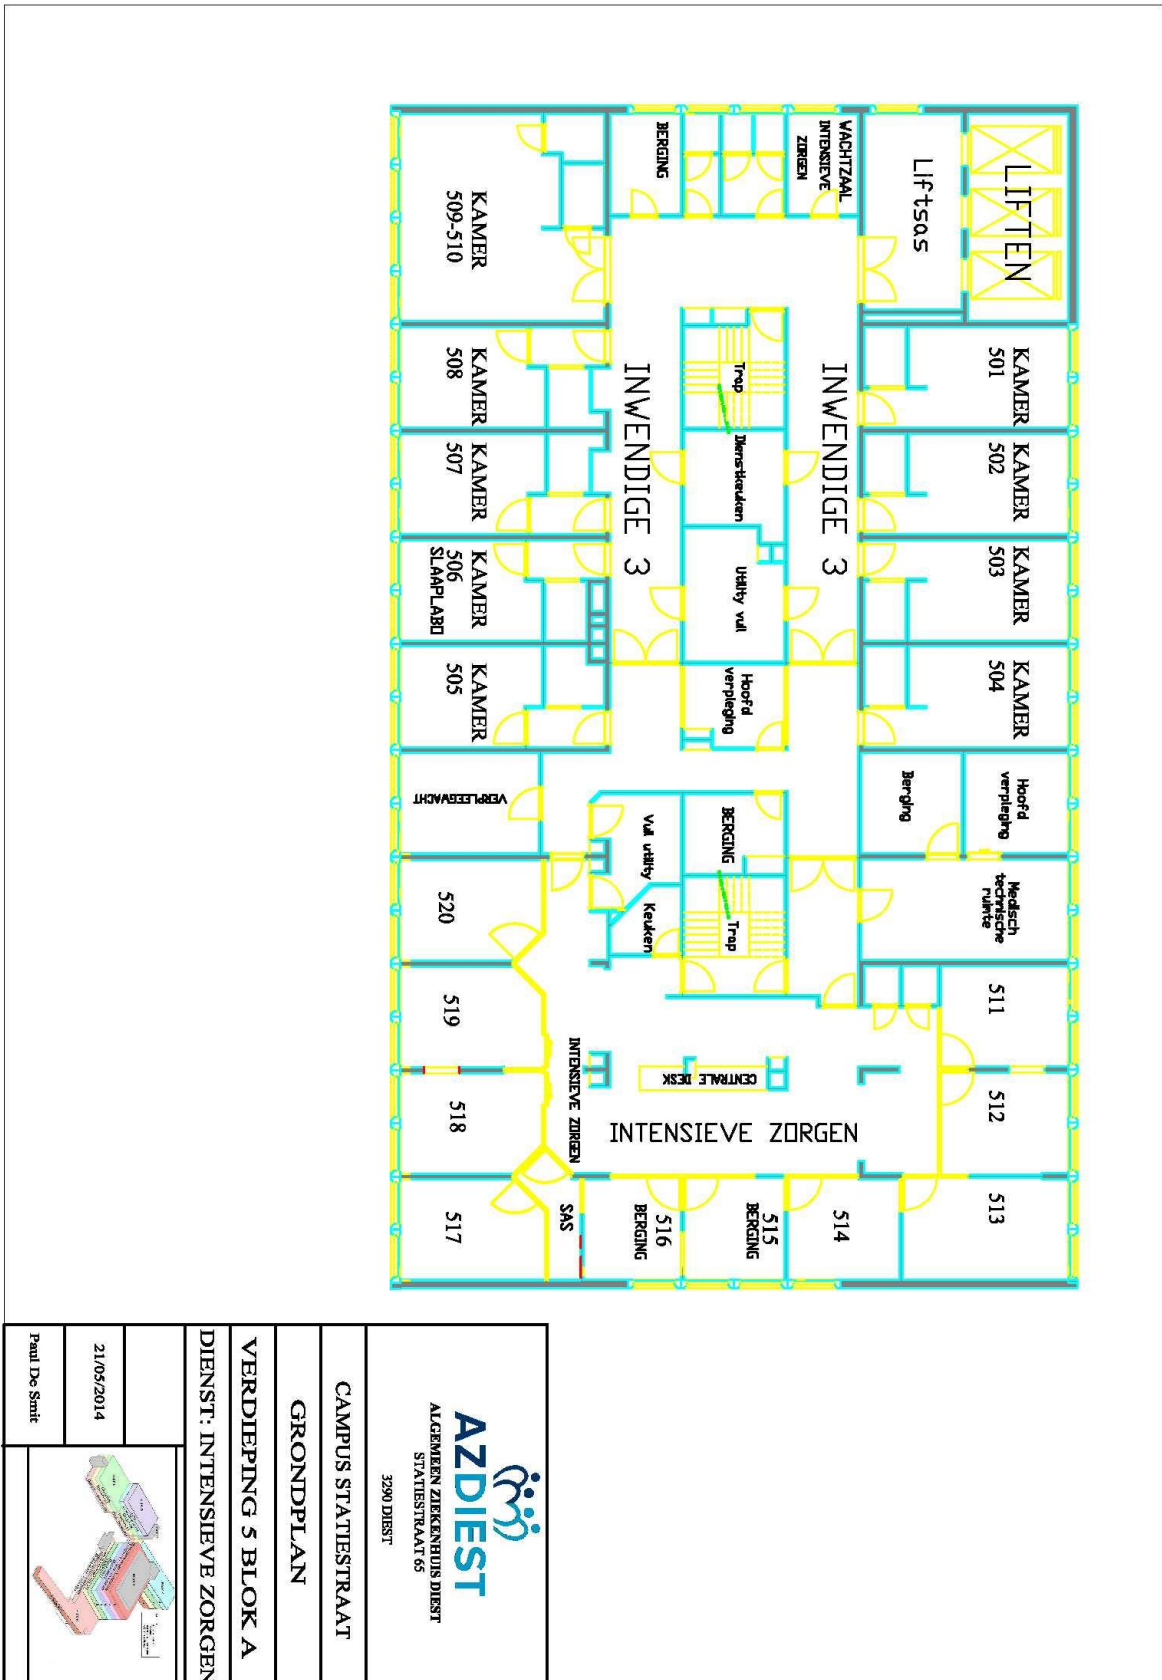 LIFTEN
Liftsas
WACHTZAAL
INTENSIEVE
ZORGEN
BERGING
KAMER
509-510
KAMER
501
KAMER
502
KAMER
503
KAMER
504
INWENDIGE 3
Trap
Dienstkeuken
Utility vuil
Hoofd
verpleging
INWENDIGE 3
KAMER
508
KAMER
507
KAMER
506
SLAAPLABO
KAMER
505
Hoofd
verpleging
Berging
Medisch
technische
ruimte
BERGING
Trap
Vuil utility
Keuken
VERPLEEGWACHT
520
519
518
517
511
512
513
514
515
BERGING
516
BERGING
SAS
CENTRALE DESK
INTENSIEVE ZORGEN
INTENSIEVE ZORGEN
AZDIEST
ALGEMEEN ZIEKENHUIS DIEST
STATIESTRAAT 65
3290 DIEST
CAMPUS STATIESTRAAT
GRONDPLAN
VERDIEPING 5 BLOK A
DIENST: INTENSIEVE ZORGEN
21/05/2014
Paul De Smit